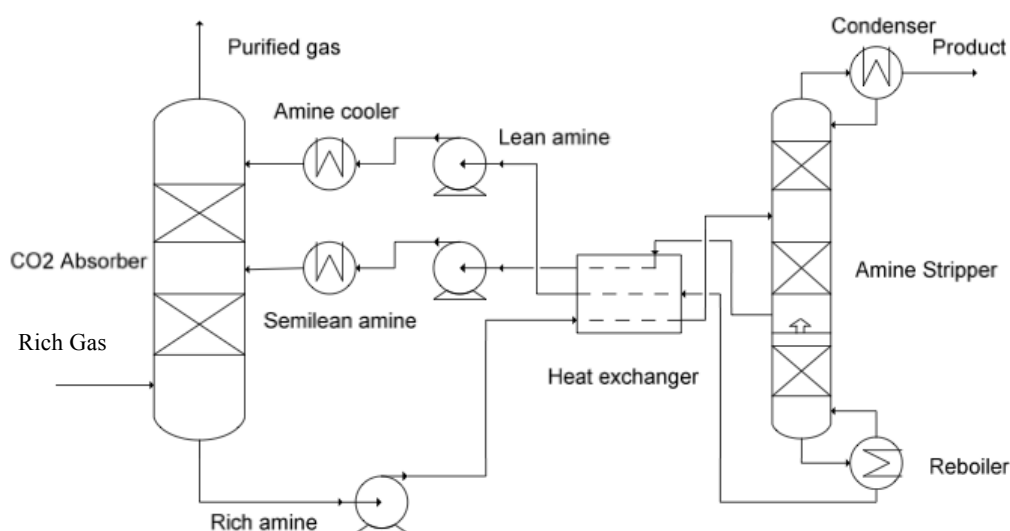 Condenser
Purified gas
Product
Amine cooler
Lean amine
CO2 Absorber
Amine Stripper
Semilean amine
Rich Gas
Heat exchanger
Reboiler
Rich amine